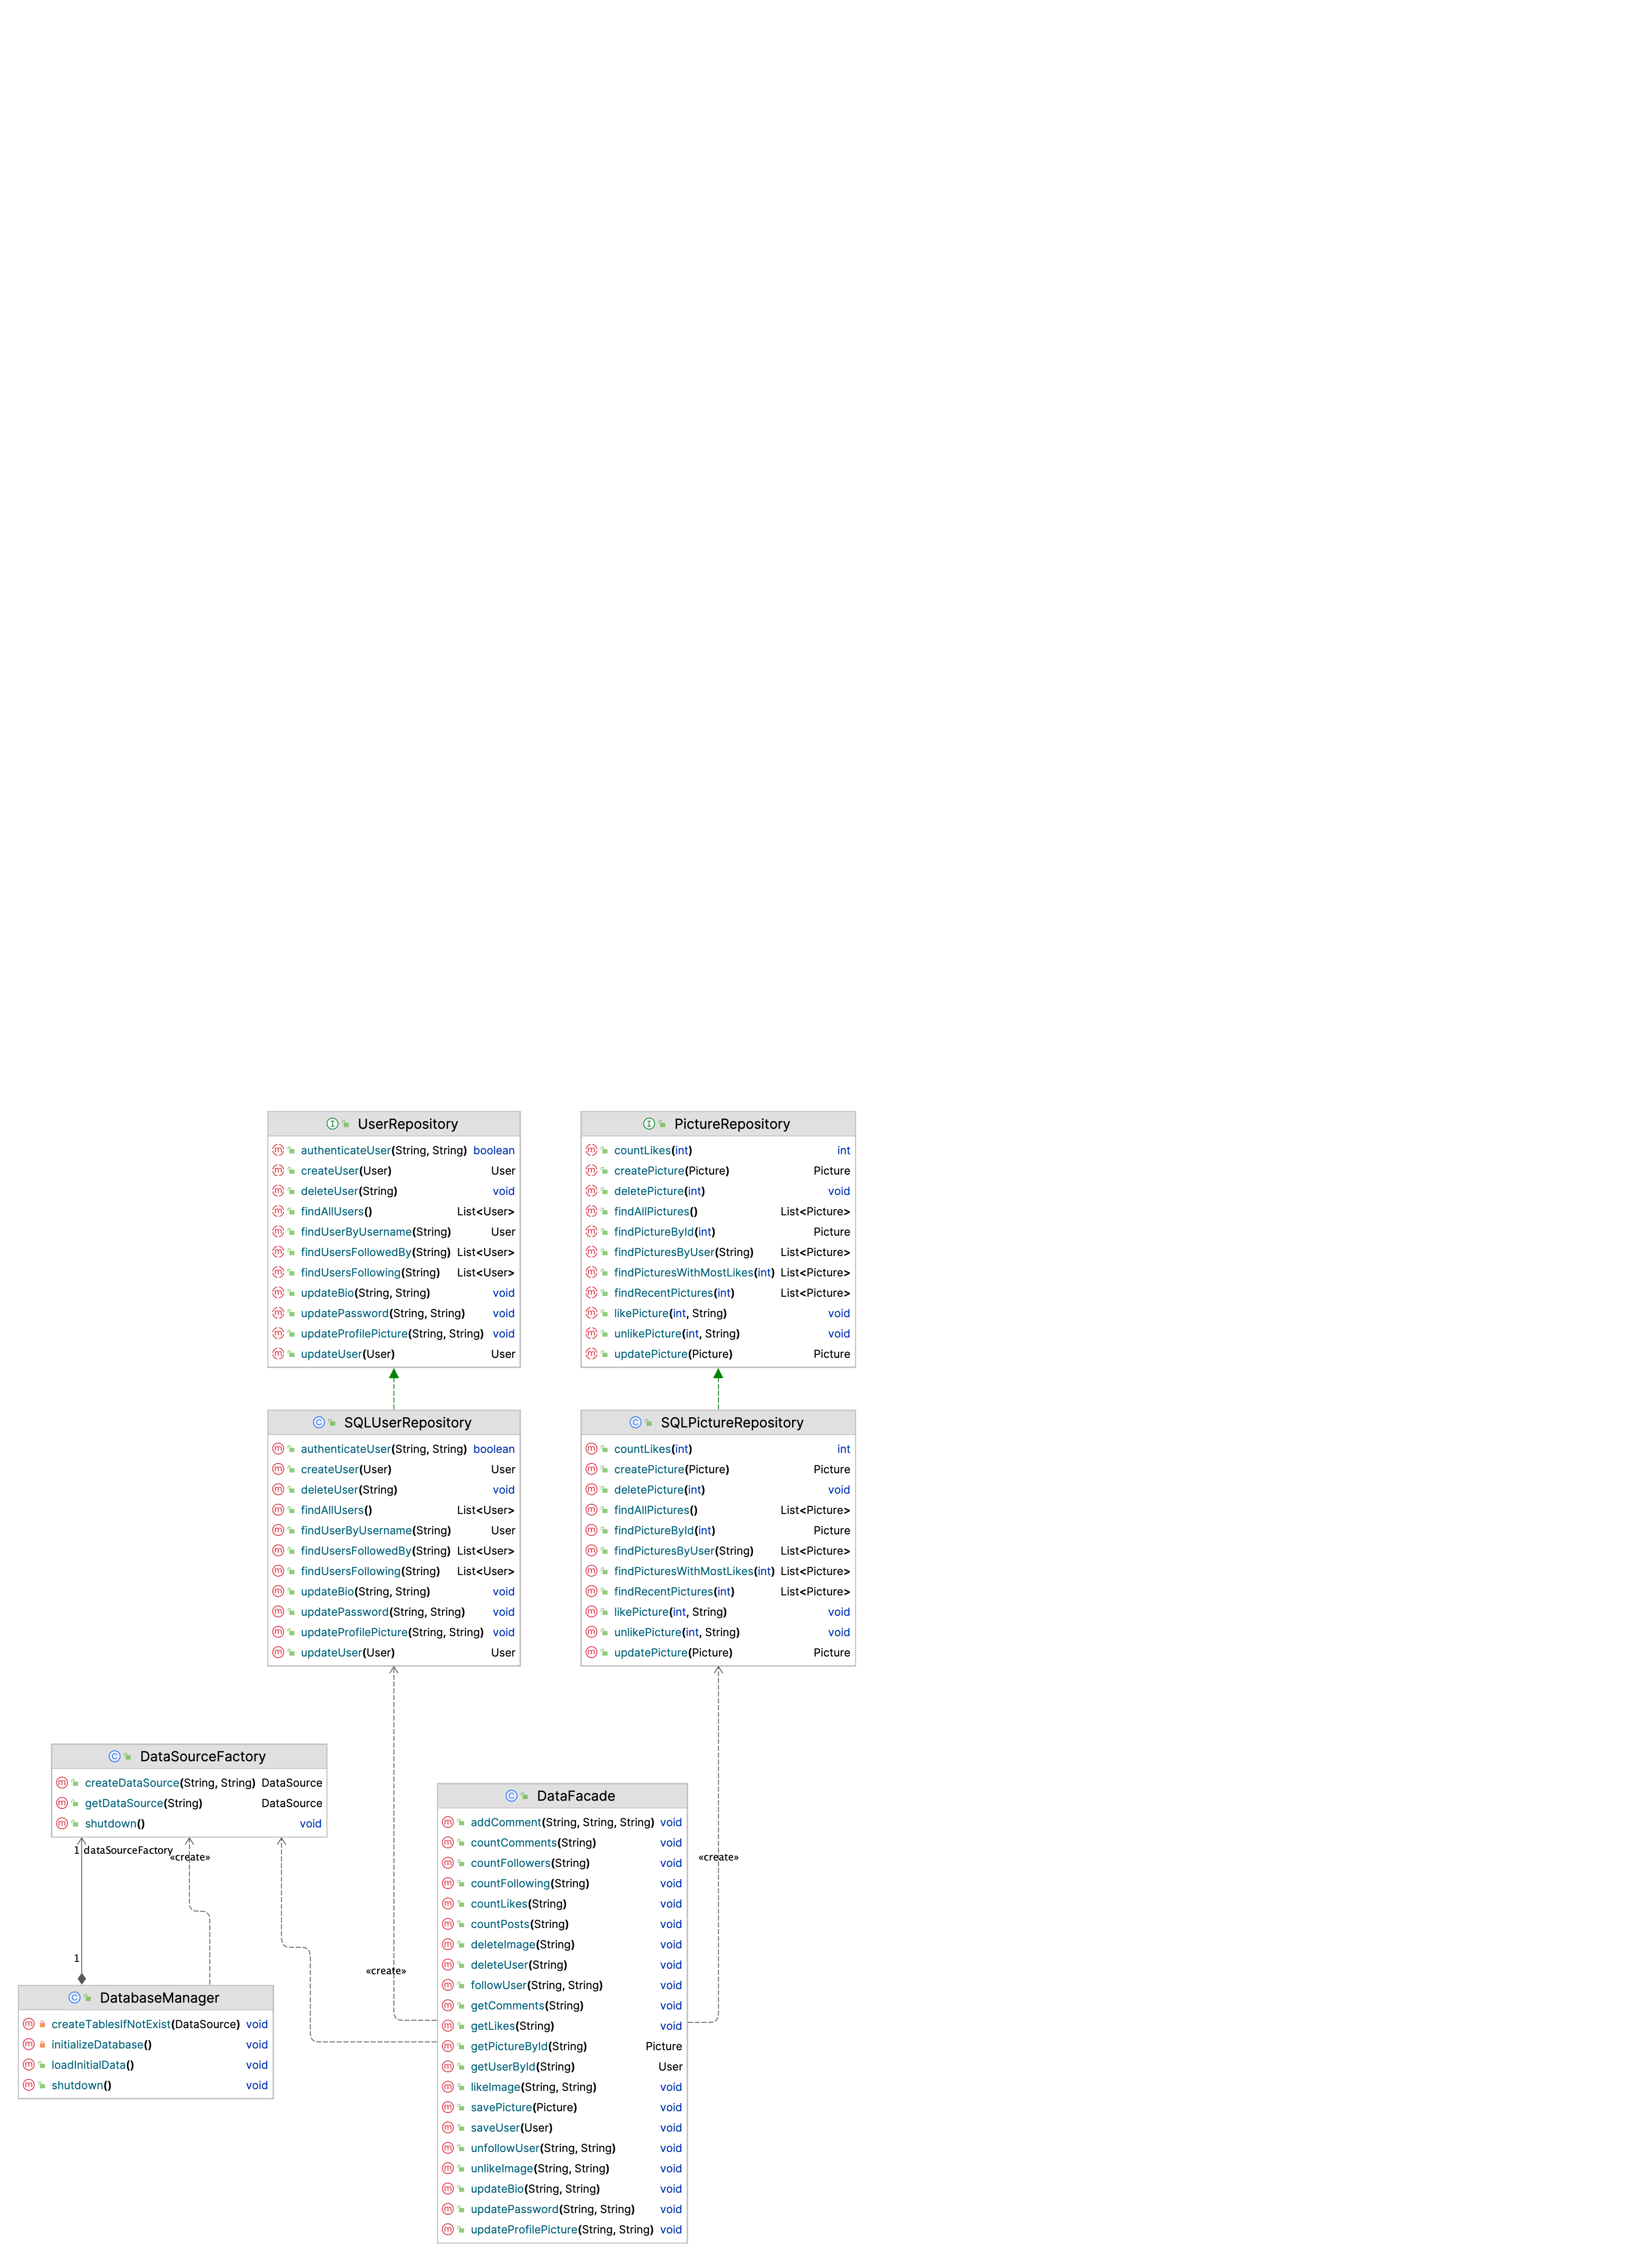 UserRepository
authenticateUser(String, String) boolean
createUser(User) User
deleteUser(String) void
findAllUsers() List<User>
findUserByUsername(String) User
findUsersFollowedBy(String) List<User>
findUsersFollowing(String) List<User>
updateBio(String, String) void
updatePassword(String, String) void
updateProfilePicture(String, String) void
updateUser(User) User
PictureRepository
countLikes(int) int
createPicture(Picture) Picture
deletePicture(int) void
findAllPictures() List<Picture>
findPictureById(int) Picture
findPicturesByUser(String) List<Picture>
findPicturesWithMostLikes(int) List<Picture>
findRecentPictures(int) List<Picture>
likePicture(int, String) void
unlikePicture(int, String) void
updatePicture(Picture) Picture
SQLUserRepository
authenticateUser(String, String) boolean
createUser(User) User
deleteUser(String) void
findAllUsers() List<User>
findUserByUsername(String) User
findUsersFollowedBy(String) List<User>
findUsersFollowing(String) List<User>
updateBio(String, String) void
updatePassword(String, String) void
updateProfilePicture(String, String) void
updateUser(User) User
SQLPictureRepository
countLikes(int) int
createPicture(Picture) Picture
deletePicture(int) void
findAllPictures() List<Picture>
findPictureById(int) Picture
findPicturesByUser(String) List<Picture>
findPicturesWithMostLikes(int) List<Picture>
findRecentPictures(int) List<Picture>
likePicture(int, String) void
unlikePicture(int, String) void
updatePicture(Picture) Picture
DataSourceFactory
createDataSource(String, String) DataSource
getDataSource(String) DataSource
shutdown() void
1 dataSourceFactory
«create»
1
«create»
«create»
DatabaseManager
createTablesIfNotExist(DataSource) void
initializeDatabase() void
loadInitialData() void
shutdown() void
DataFacade
addComment(String, String, String) void
countComments(String) void
countFollowers(String) void
countFollowing(String) void
countLikes(String) void
countPosts(String) void
deleteImage(String) void
deleteUser(String) void
followUser(String, String) void
getComments(String) void
getLikes(String) void
getPictureById(String) Picture
getUserById(String) User
likeImage(String, String) void
savePicture(Picture) void
saveUser(User) void
unfollowUser(String, String) void
unlikeImage(String, String) void
updateBio(String, String) void
updatePassword(String, String) void
updateProfilePicture(String, String) void